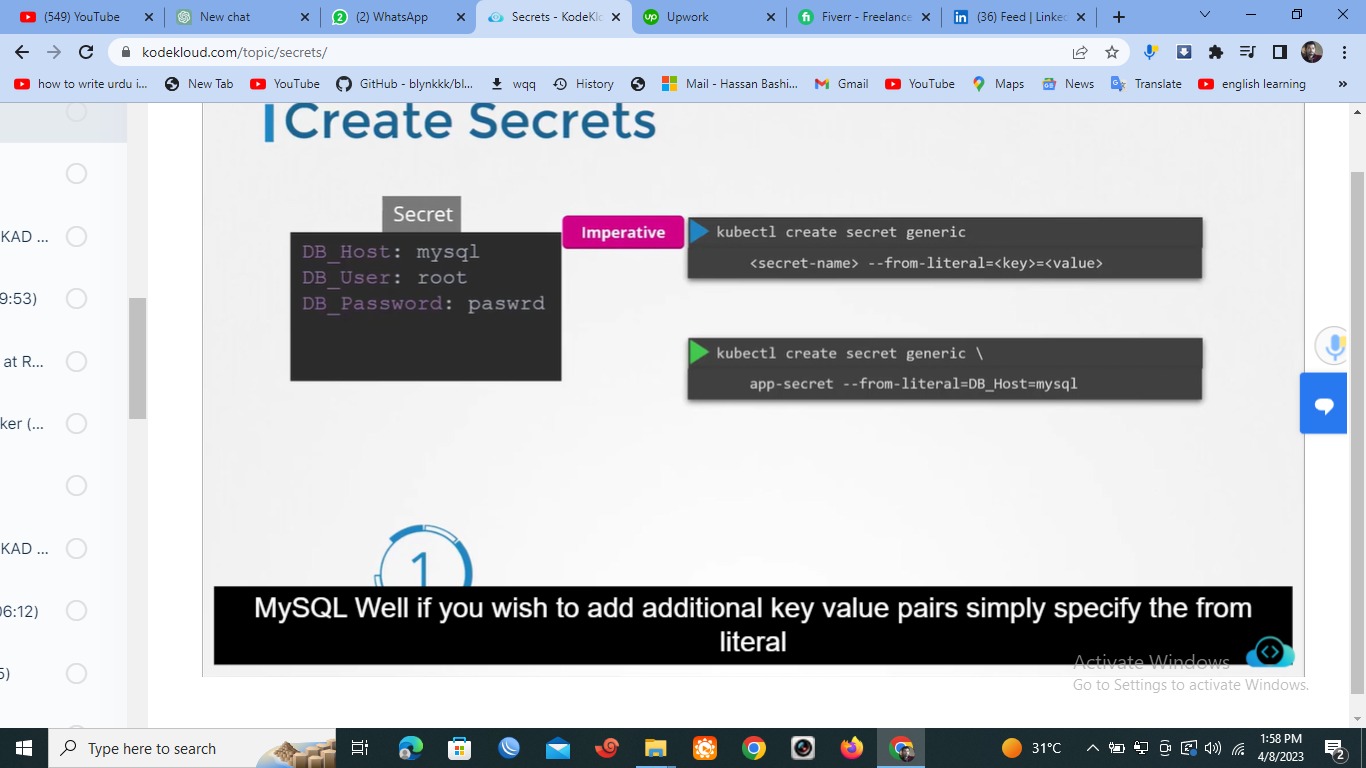 (549) YouTube
New chat
(2) WhatsApp
Secrets - KodeKlo
Upwork
Fiverr - Freelance
(36) Feed | Linke
kodekloud.com/topic/secrets/
how to write urdu i...
New Tab
YouTube
GitHub - blynkkk/bl...
wqq
History
Mail - Hassan Bashi...
Gmail
YouTube
Maps
News
Translate
english learning
»
Create Secrets
KAD ...
9:53)
at R...
ker (...
KAD ...
06:12)
5)
Secret
DB_Host: mysql
DB_User: root
DB_Password: paswrd
Imperative
kubectl create secret generic
<secret-name> --from-literal=<key>=<value>
kubectl create secret generic \
app-secret --from-literal=DB_Host=mysql
1
MySQL Well if you wish to add additional key value pairs simply specify the from
literal
Activate Windows
Go to Settings to activate Windows.
Type here to search
31°C
1:58 PM
4/8/2023
2